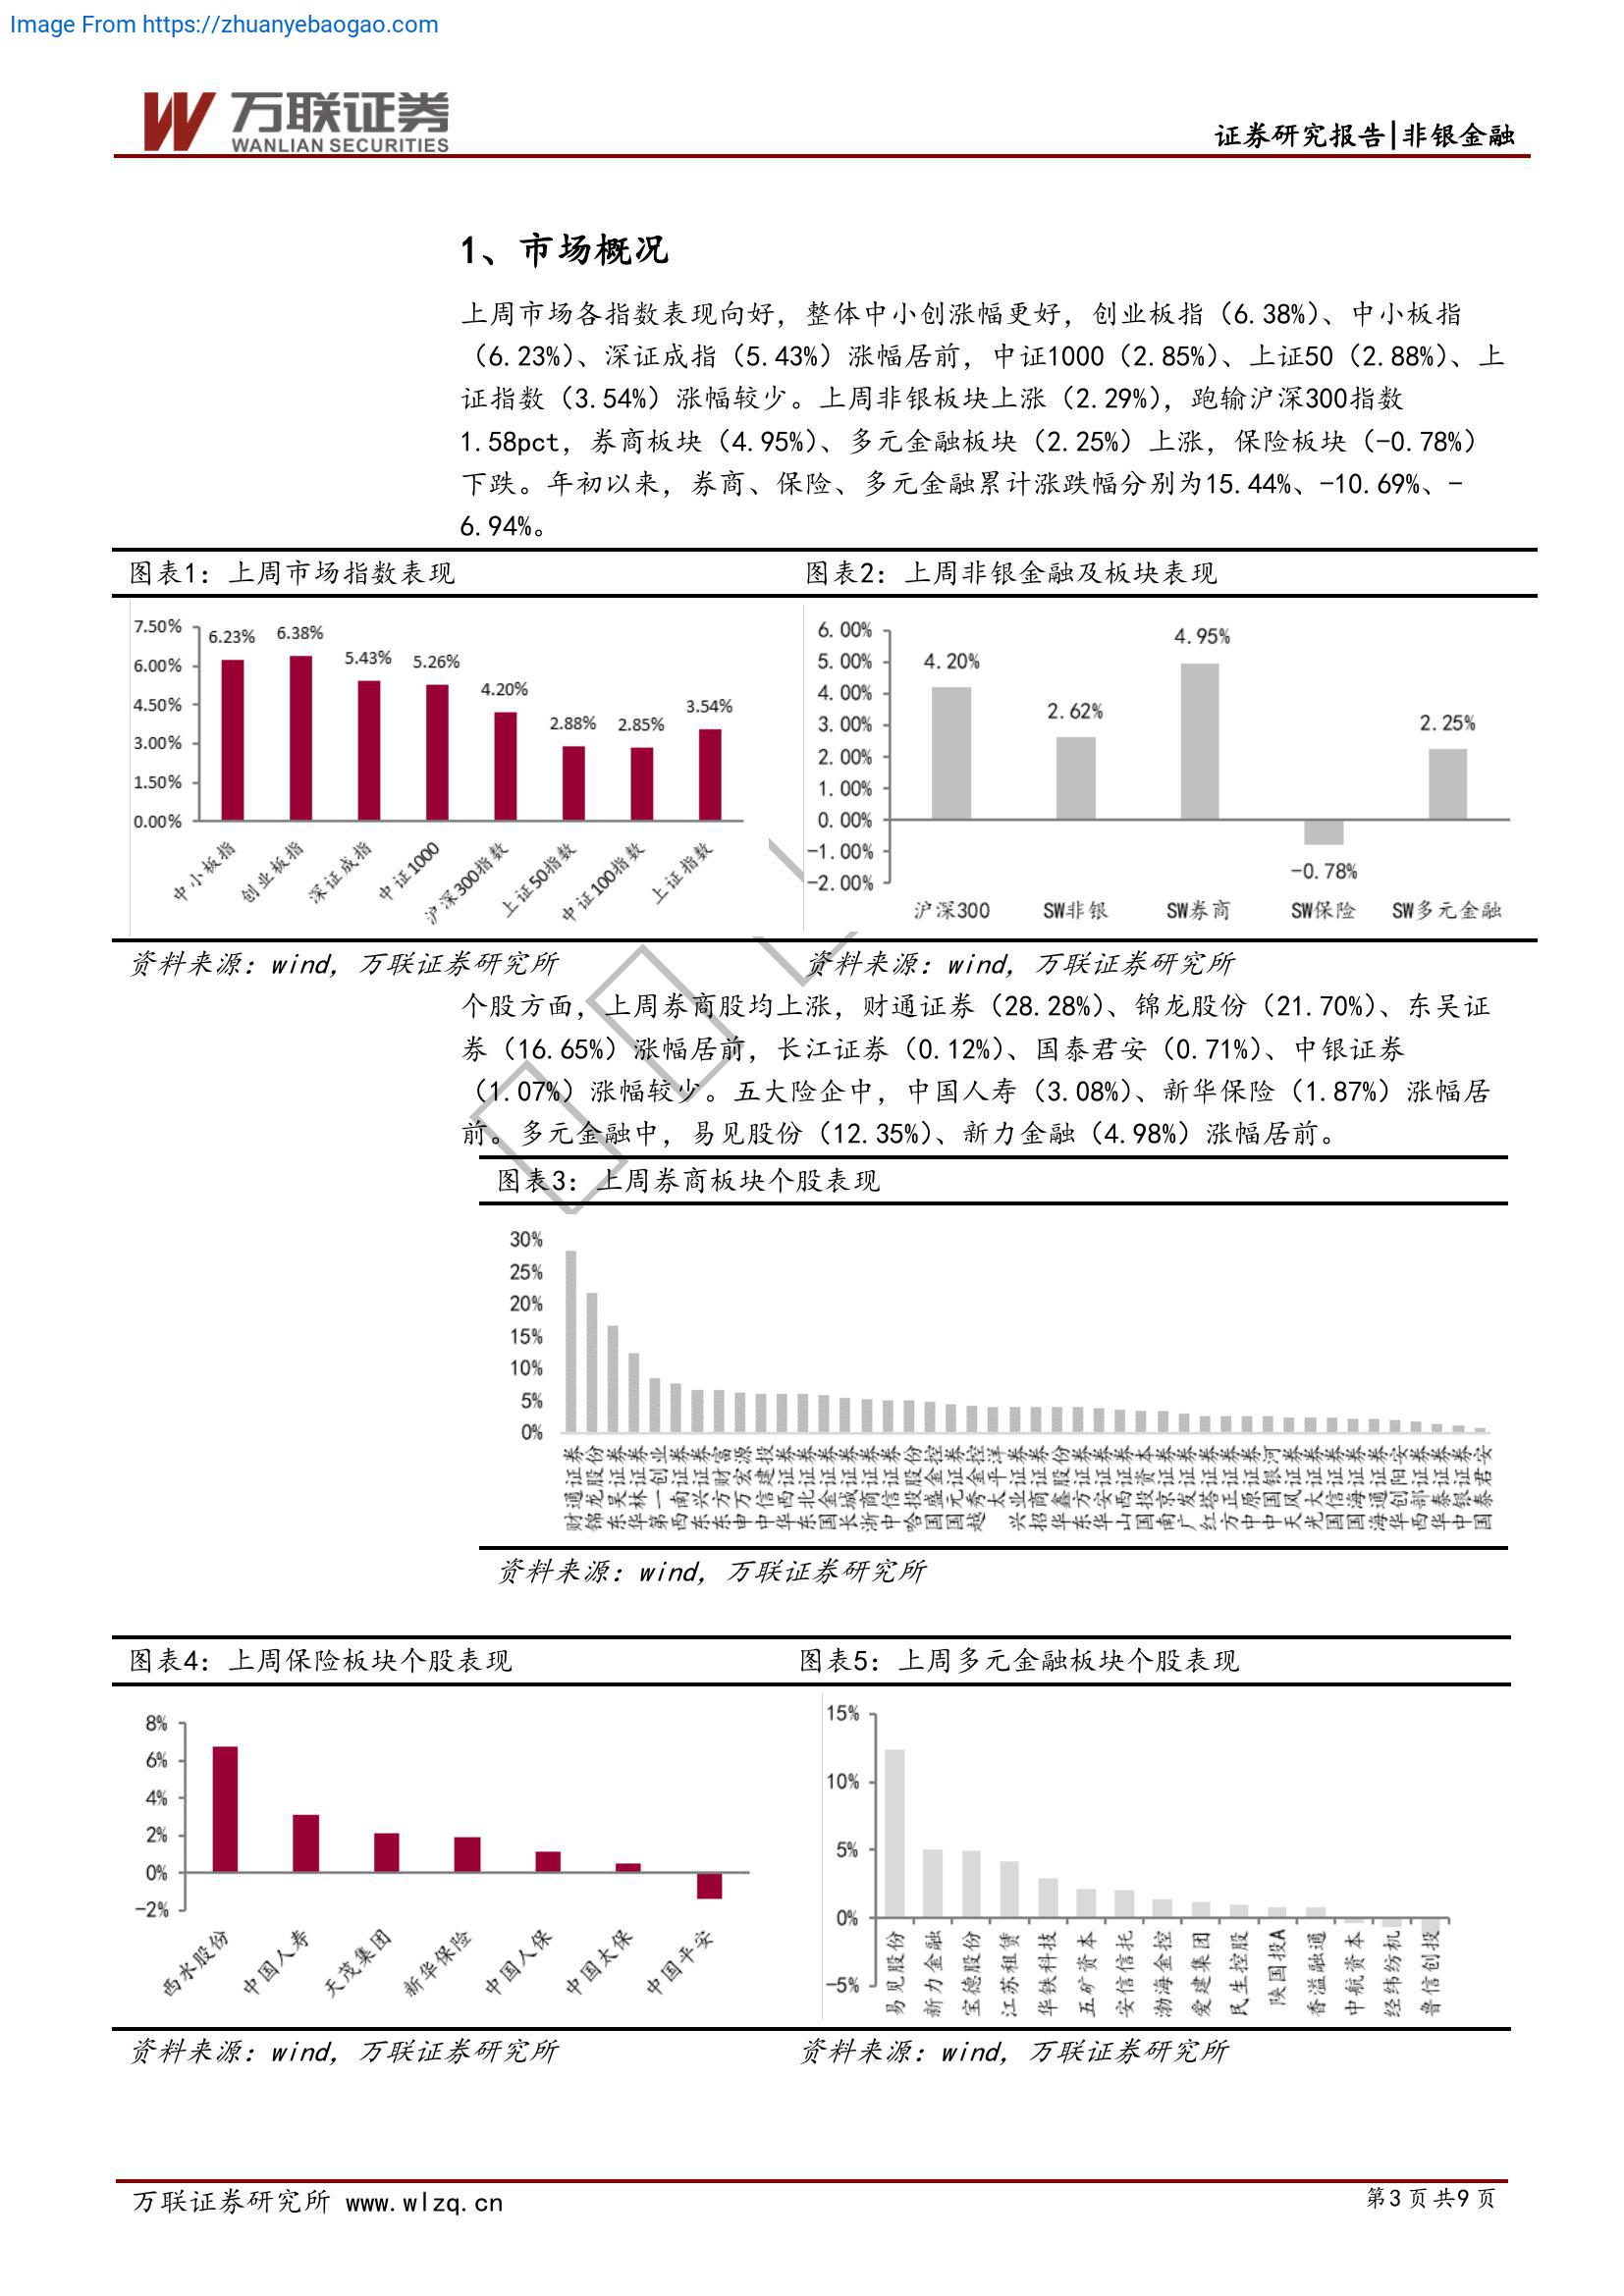 Image From https://zhuanyebaogao.com
万联证券
WANLIAN SECURITIES
证券研究报告|非银金融
1、市场概况
上周市场各指数表现向好，整体中小创涨幅更好，创业板指（6.38%）、中小板指
（6.23%）、深证成指（5.43%）涨幅居前，中证1000（2.85%）、上证50（2.88%）、上
证指数（3.54%）涨幅较少。上周非银板块上涨（2.29%），跑输沪深300指数
1.58pct，券商板块（4.95%）、多元金融板块（2.25%）上涨，保险板块（-0.78%）
下跌。年初以来，券商、保险、多元金融累计涨跌幅分别为15.44%、-10.69%、-
6.94%。
图表1：上周市场指数表现
7.50%
6.00%
4.50%
3.00%
1.50%
0.00%
6.23%
6.38%
5.43%
5.26%
4.20%
2.88%
2.85%
3.54%
中小板指
创业板指
深证成指
中证1000
沪深300指数
上证50指数
中证100指数
上证指数
资料来源：wind，万联证券研究所
图表2：上周非银金融及板块表现
6.00%
5.00%
4.00%
3.00%
2.00%
1.00%
0.00%
-1.00%
-2.00%
4.20%
2.62%
4.95%
-0.78%
2.25%
沪深300
SW非银
SW券商
SW保险
SW多元金融
资料来源：wind，万联证券研究所
个股方面，上周券商股均上涨，财通证券（28.28%）、锦龙股份（21.70%）、东吴证
券（16.65%）涨幅居前，长江证券（0.12%）、国泰君安（0.71%）、中银证券
（1.07%）涨幅较少。五大险企中，中国人寿（3.08%）、新华保险（1.87%）涨幅居
前。多元金融中，易见股份（12.35%）、新力金融（4.98%）涨幅居前。
图表3：上周券商板块个股表现
30%
25%
20%
15%
10%
5%
0%
财通证券
锦龙股份
东吴证券
华林证券
第一创业
西南证券
东兴证券
东方财富
申万宏源
中信建投
华西证券
东北证券
国金证券
长城证券
浙商证券
中信证券
哈投股份
国盛金控
国元证券
越秀金控
太平洋
兴业证券
招商证券
华鑫股份
东方证券
华安证券
山西证券
国投资本
南京证券
广发证券
红塔证券
方正证券
中原证券
中国银河
天风证券
光大证券
国信证券
国海证券
海通证券
华创阳安
西部证券
华泰证券
中银证券
国泰君安
资料来源：wind，万联证券研究所
图表4：上周保险板块个股表现
8%
6%
4%
2%
0%
-2%
西水股份
中国人寿
天茂集团
新华保险
中国人保
中国太保
中国平安
资料来源：wind，万联证券研究所
图表5：上周多元金融板块个股表现
15%
10%
5%
0%
-5%
易见股份
新力金融
宝德股份
江苏租赁
华铁科技
五矿资本
安信信托
渤海金控
爱建集团
民生控股
陕国投A
香溢融通
中航资本
经纬纺机
鲁信创投
资料来源：wind，万联证券研究所
万联证券研究所 www.wlzq.cn
第3页共9页